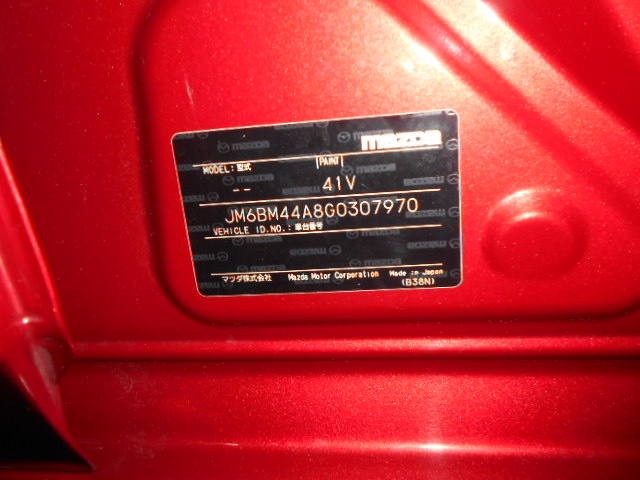 mazda
MODEL:型式 PAINT
-- 41V
JM6BM44A8G0307970
VEHICLE ID.NO.:車台番号
マツダ株式会社 Mazda Motor Corporation Made in Japan
(B38N)